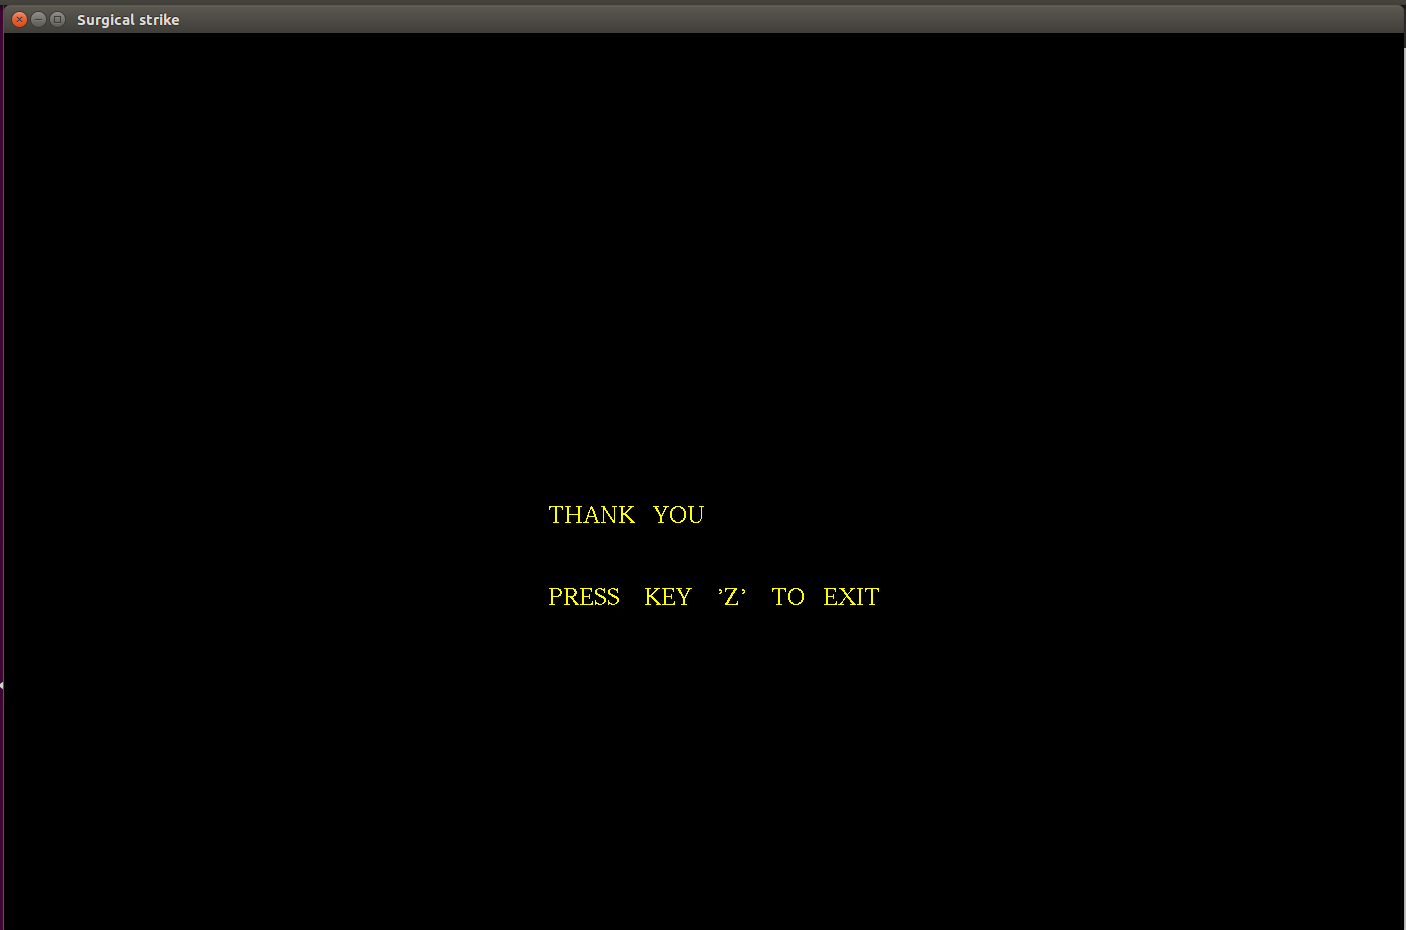 Surgical strike
THANK YOU
PRESS KEY 'Z' TO EXIT